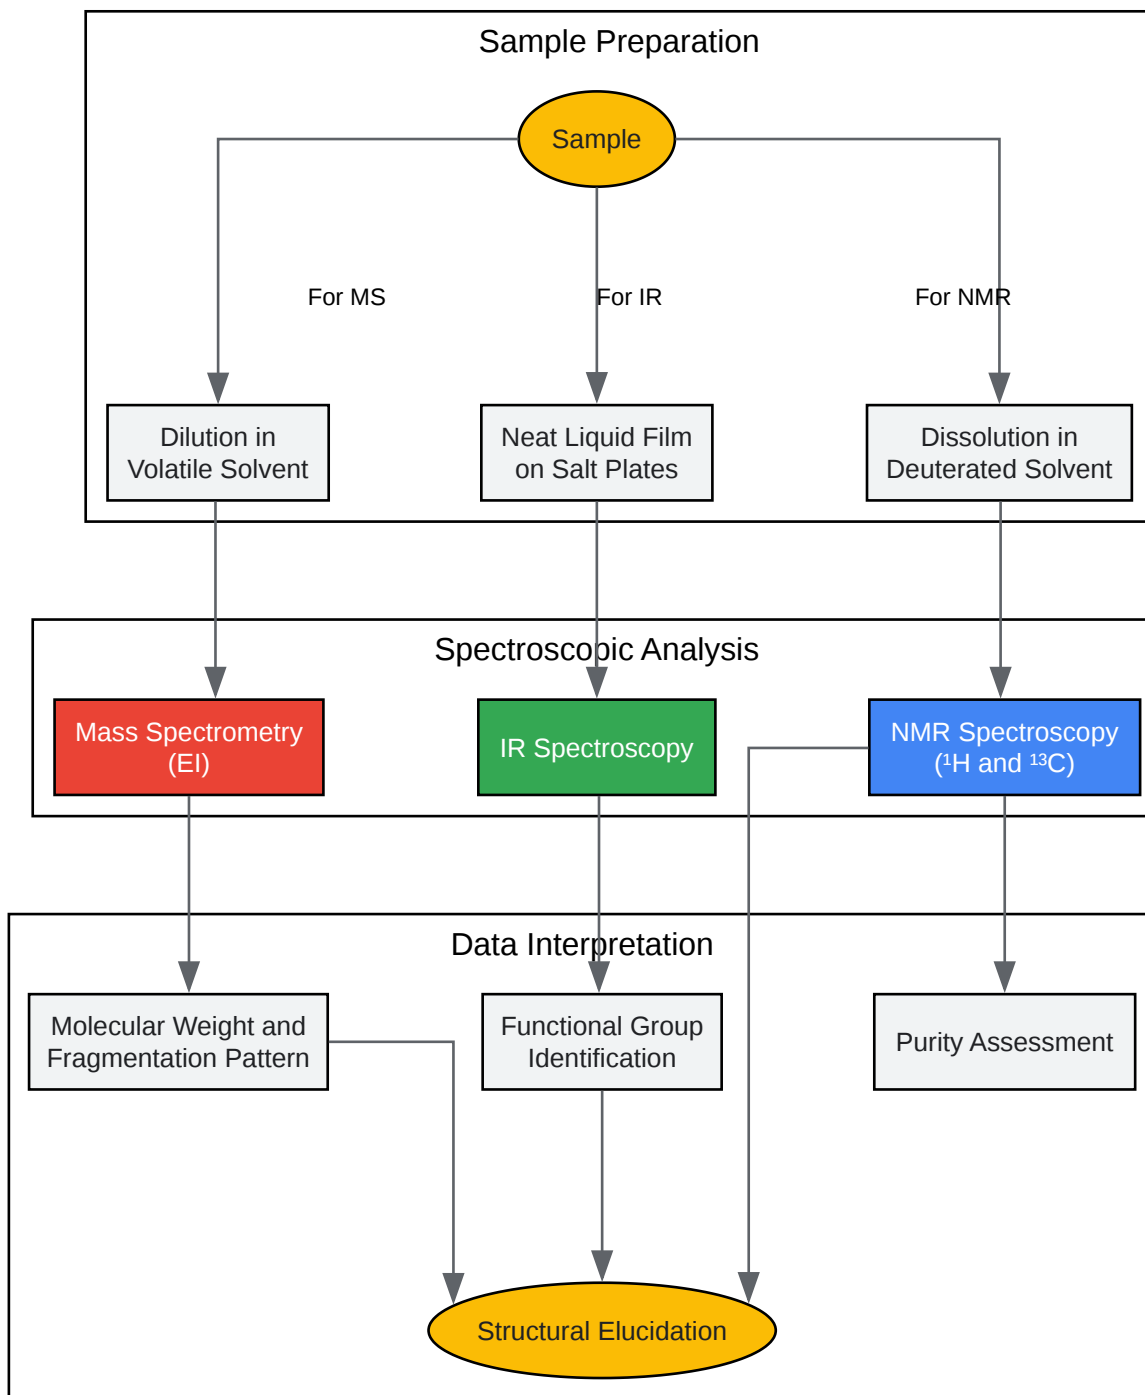 Sample Preparation
Sample
For MS
For IR
For NMR
Dilution in
Volatile Solvent
Neat Liquid Film
on Salt Plates
Dissolution in
Deuterated Solvent
Spectroscopic Analysis
Mass Spectrometry
(EI)
IR Spectroscopy
NMR Spectroscopy
(¹H and ¹³C)
Data Interpretation
Molecular Weight and
Fragmentation Pattern
Functional Group
Identification
Purity Assessment
Structural Elucidation